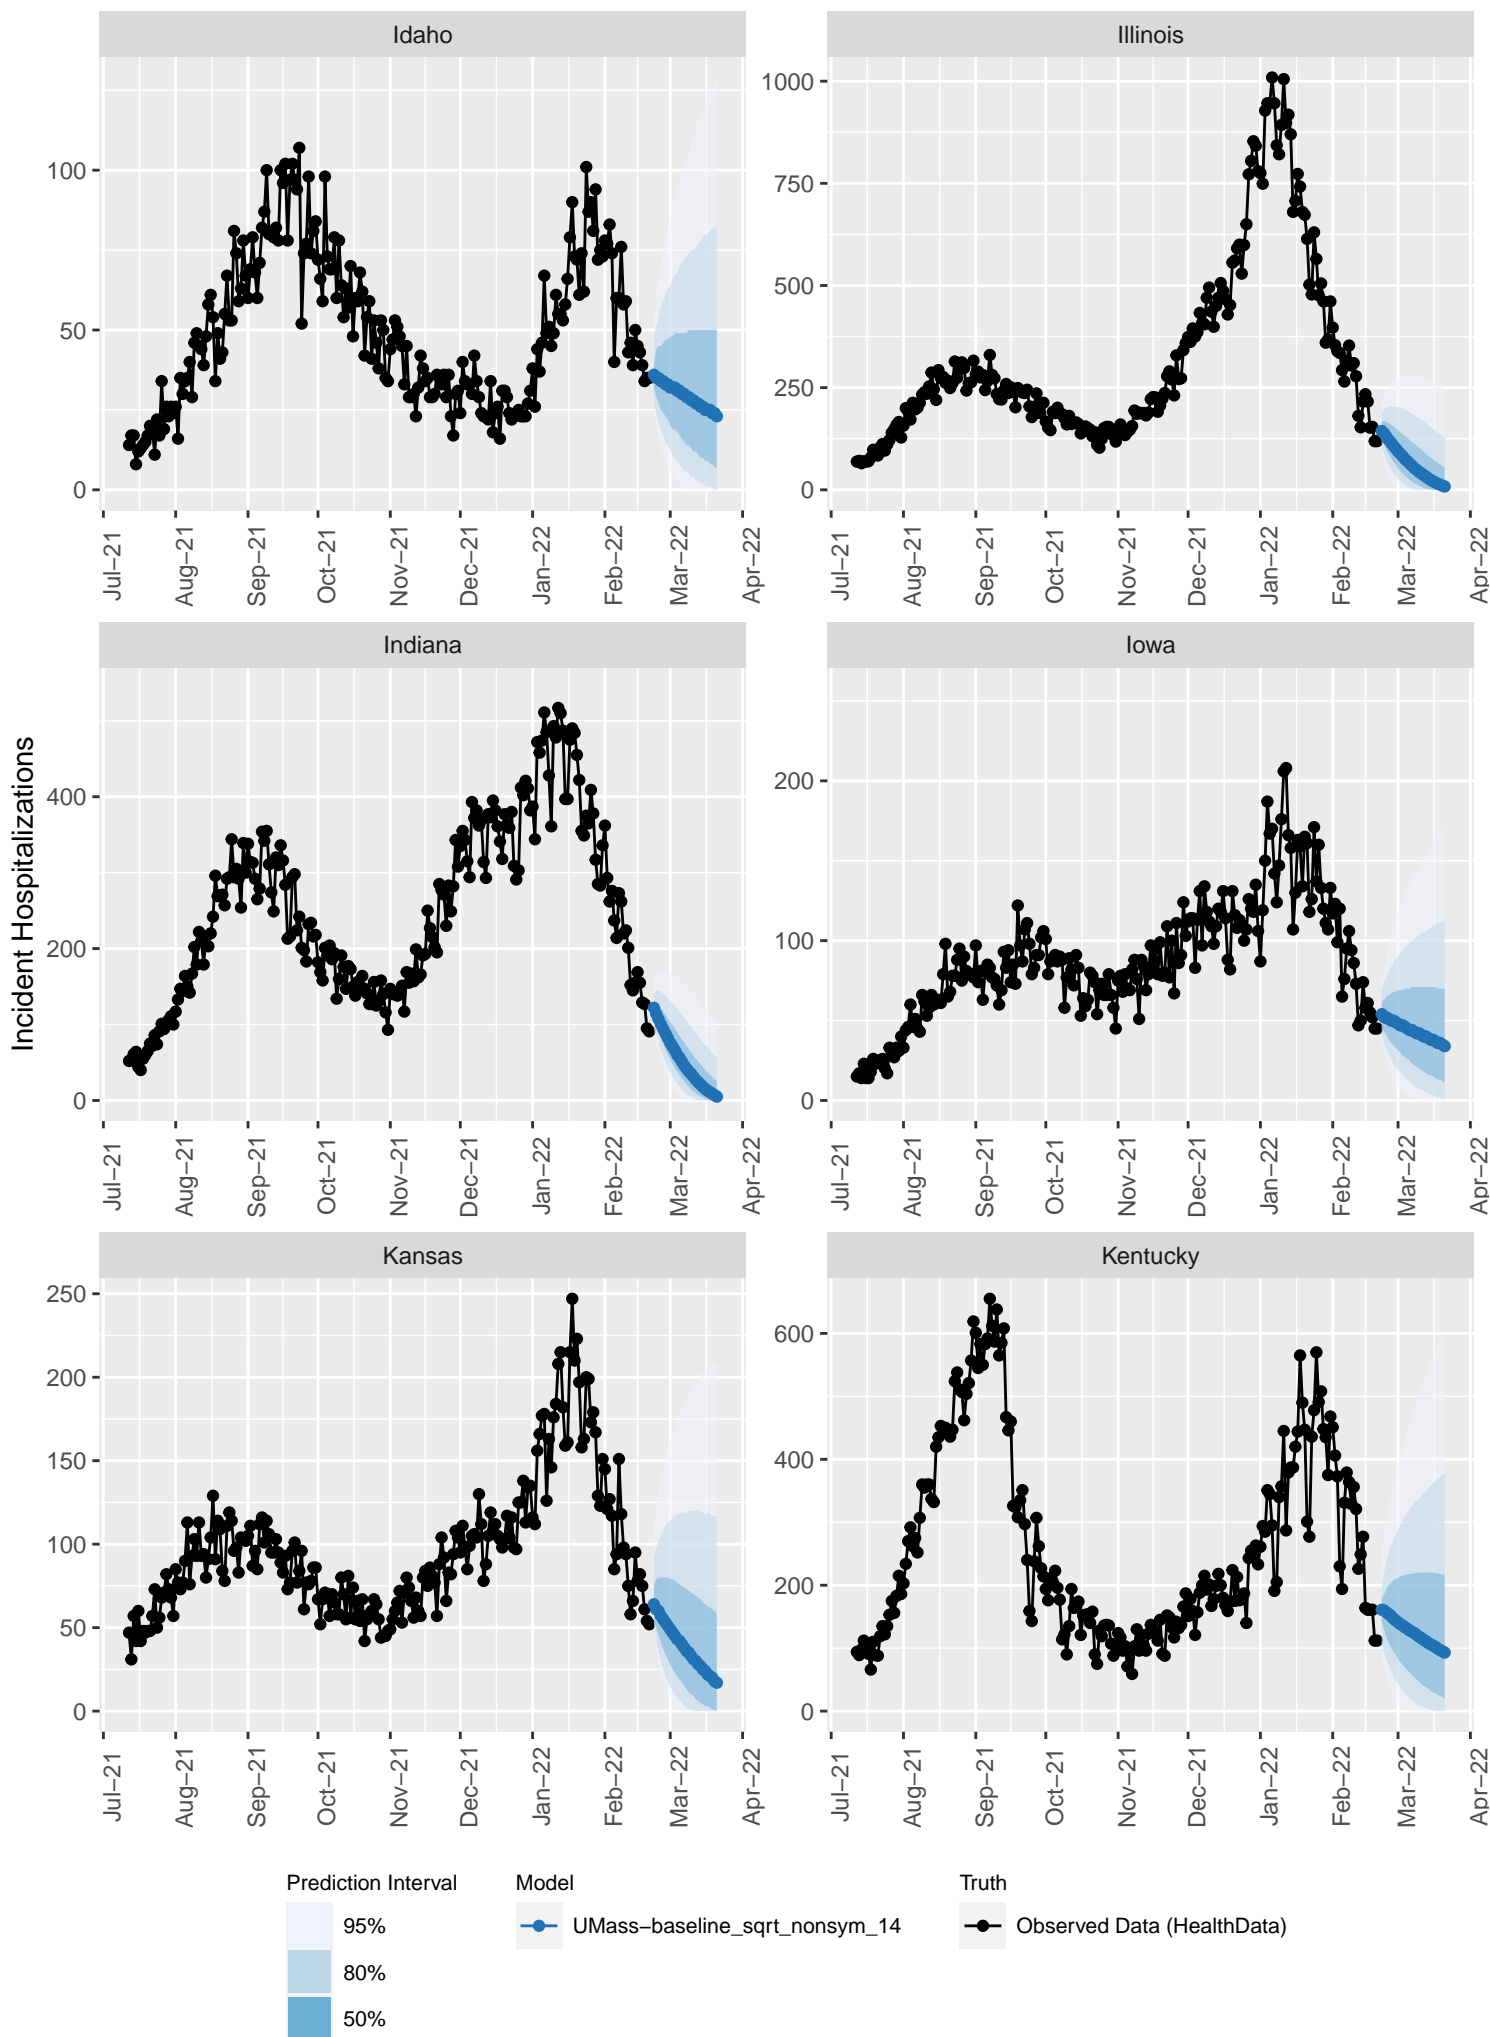 Idaho
Illinois
100
50
0
1000
750
500
250
0
Jul−21
Aug−21
Sep−21
Oct−21
Nov−21
Dec−21
Jan−22
Feb−22
Mar−22
Apr−22
Jul−21
Aug−21
Sep−21
Oct−21
Nov−21
Dec−21
Jan−22
Feb−22
Mar−22
Apr−22
Incident Hospitalizations
Indiana
Iowa
400
200
0
200
100
0
Jul−21
Aug−21
Sep−21
Oct−21
Nov−21
Dec−21
Jan−22
Feb−22
Mar−22
Apr−22
Jul−21
Aug−21
Sep−21
Oct−21
Nov−21
Dec−21
Jan−22
Feb−22
Mar−22
Apr−22
Kansas
Kentucky
250
200
150
100
50
0
600
400
200
0
Jul−21
Aug−21
Sep−21
Oct−21
Nov−21
Dec−21
Jan−22
Feb−22
Mar−22
Apr−22
Jul−21
Aug−21
Sep−21
Oct−21
Nov−21
Dec−21
Jan−22
Feb−22
Mar−22
Apr−22
Prediction Interval
95%
80%
50%
Model
UMass−baseline_sqrt_nonsym_14
Truth
Observed Data (HealthData)